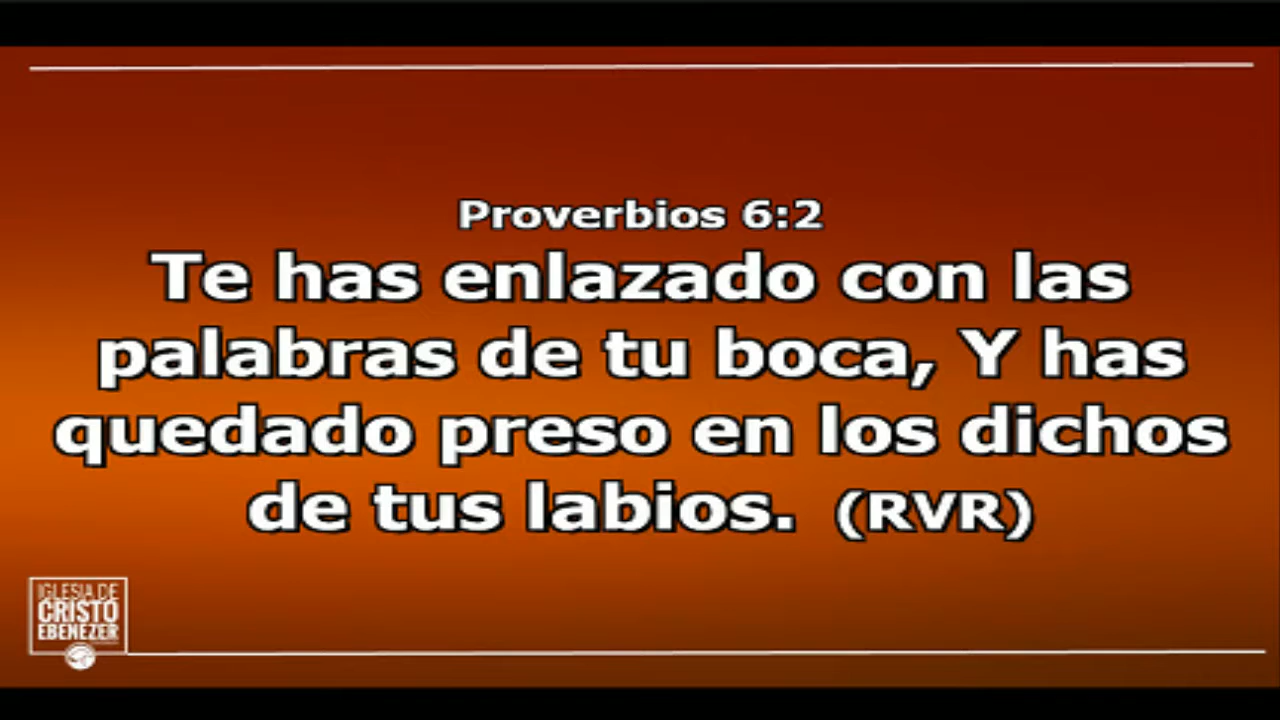 Proverbios 6:2
Te has enlazado con las
palabras de tu boca, Y has
quedado preso en los dichos
de tus labios. (RVR)
IGLESIA DE
CRISTO
EBENEZER